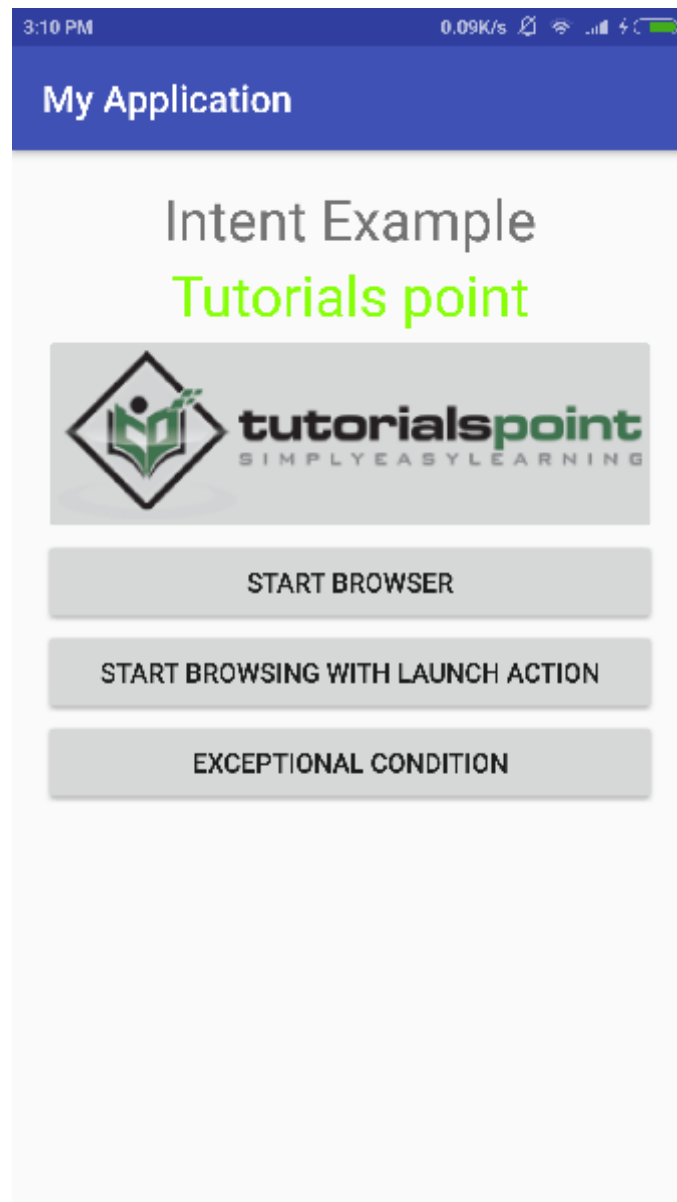 3:10 PM 0.09K/s
My Application
Intent Example
Tutorials point
tutorialspoint
SIMPLYEASYLEARNING
START BROWSER
START BROWSING WITH LAUNCH ACTION
EXCEPTIONAL CONDITION